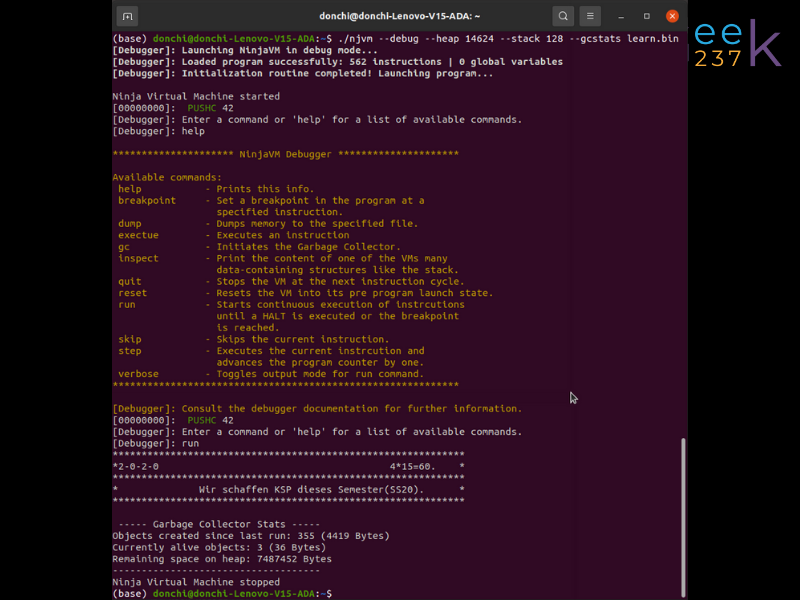 donchi@donchi-Lenovo-V15-ADA: ~
eek
237
(base) donchi@donchi-Lenovo-V15-ADA:~$ ./njvm --debug --heap 14624 --stack 128 --gcstats learn.bin
[Debugger]: Launching NinjaVM in debug mode...
[Debugger]: Loaded program successfully: 562 instructions | 0 global variables
[Debugger]: Initialization routine completed! Launching program...
Ninja Virtual Machine started
[00000000]:  PUSHC 42
[Debugger]: Enter a command or 'help' for a list of available commands.
[Debugger]: help
********************* NinjaVM Debugger *********************
Available commands:
help - Prints this info.
breakpoint - Set a breakpoint in the program at a
specified instruction.
dump - Dumps memory to the specified file.
exectue - Executes an instruction
gc - Initiates the Garbage Collector.
inspect - Print the content of one of the VMs many
data-containing structures like the stack.
quit - Stops the VM at the next instruction cycle.
reset - Resets the VM into its pre program launch state.
run - Starts continuous execution of instrcutions
until a HALT is executed or the breakpoint
is reached.
skip - Skips the current instruction.
step - Executes the current instrcution and
advances the program counter by one.
verbose - Toggles output mode for run command.
************************************************************
[Debugger]: Consult the debugger documentation for further information.
[00000000]:  PUSHC 42
[Debugger]: Enter a command or 'help' for a list of available commands.
[Debugger]: run
*************************************************************
*2-0-2-0 4*15=60. *
*************************************************************
* Wir schaffen KSP dieses Semester(SS20). *
*************************************************************
----- Garbage Collector Stats -----
Objects created since last run: 355 (4419 Bytes)
Currently alive objects: 3 (36 Bytes)
Remaining space on heap: 7487452 Bytes
------------------------------------
Ninja Virtual Machine stopped
(base) donchi@donchi-Lenovo-V15-ADA:~$